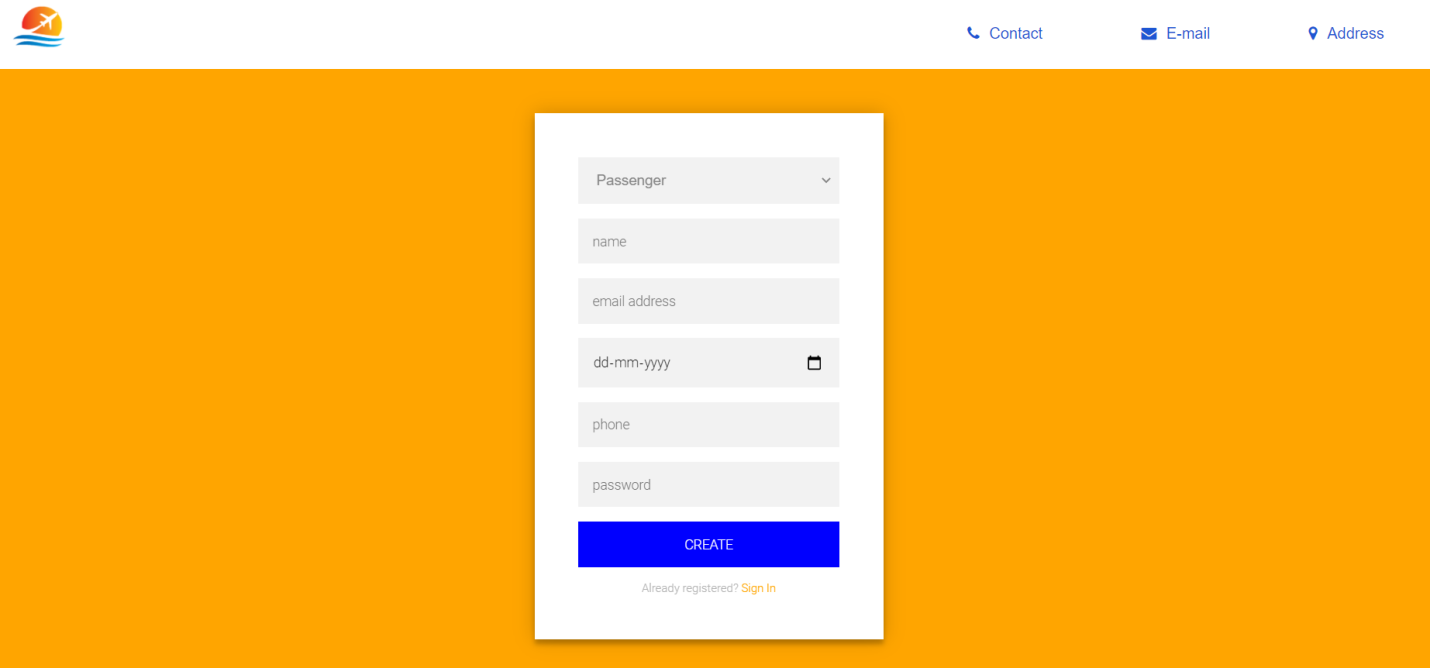 Contact E-mail Address
Passenger
name
email address
dd-mm-yyyy
phone
password
CREATE
Already registered? Sign In